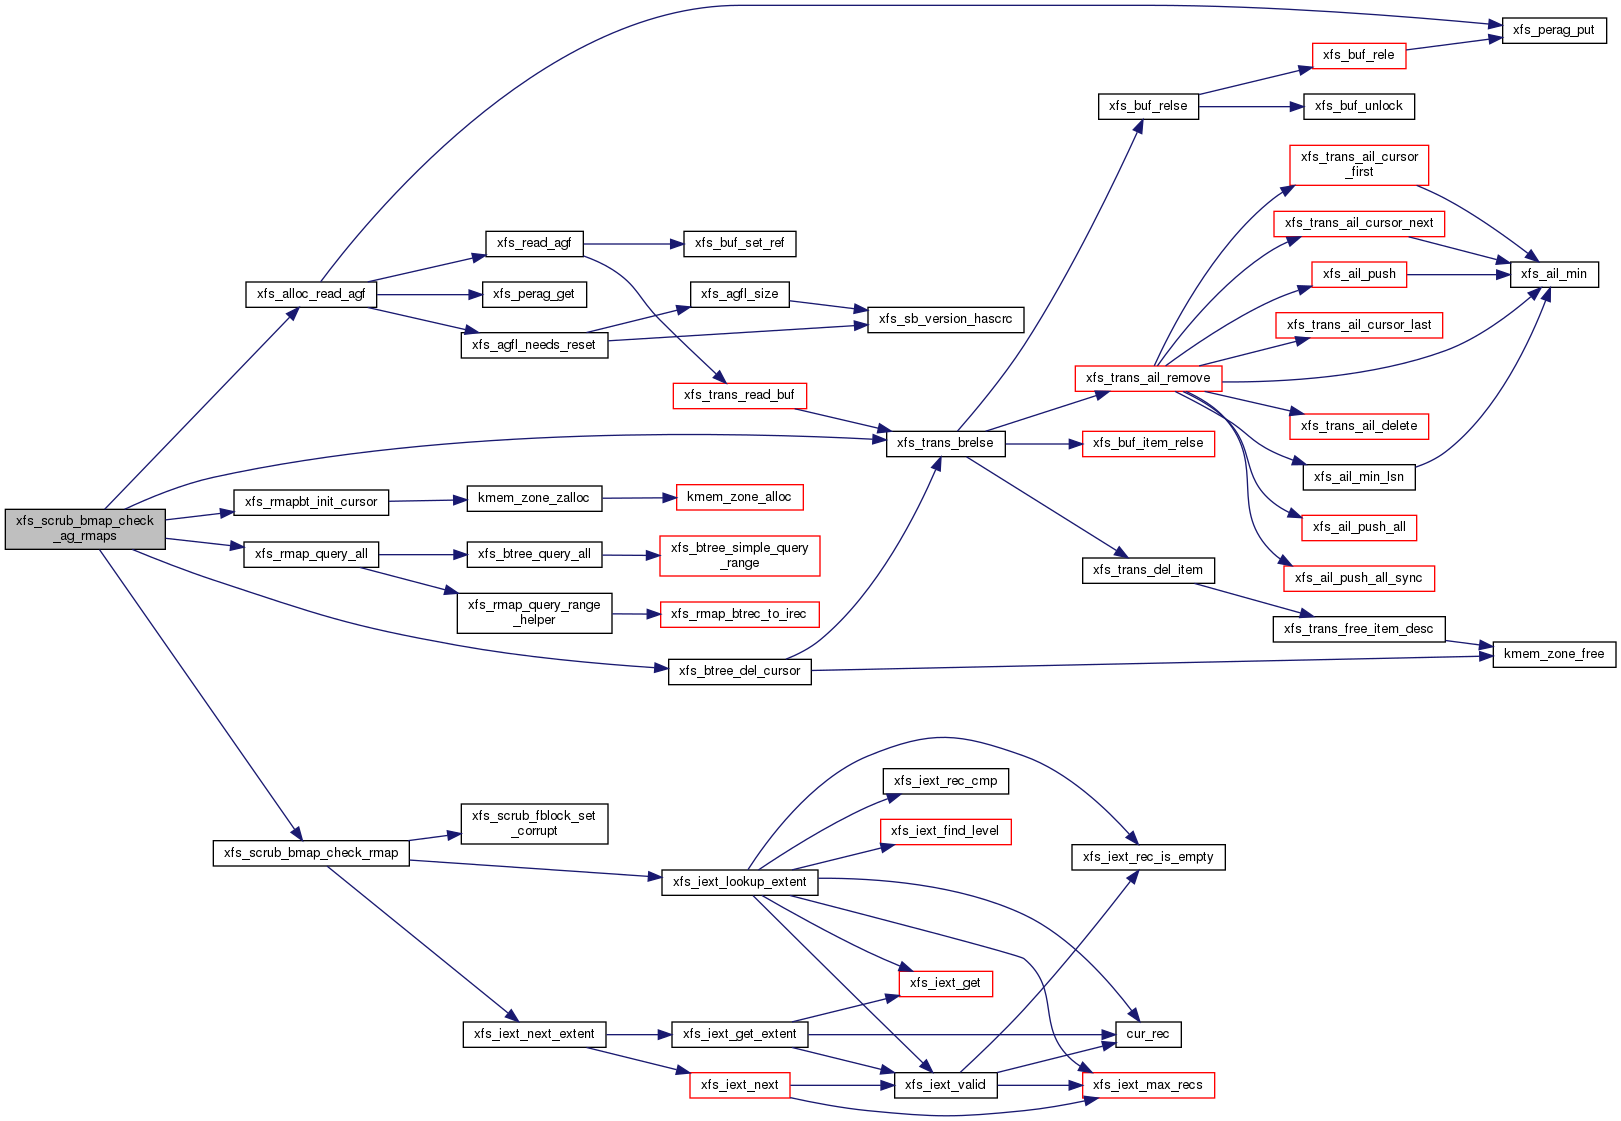 xfs_perag_put
xfs_buf_rele
xfs_buf_relse
xfs_buf_unlock
xfs_trans_ail_cursor
_first
xfs_trans_ail_cursor_next
xfs_read_agf
xfs_buf_set_ref
xfs_ail_push
xfs_ail_min
xfs_alloc_read_agf
xfs_perag_get
xfs_agfl_size
xfs_sb_version_hascrc
xfs_trans_ail_cursor_last
xfs_agfl_needs_reset
xfs_trans_ail_remove
xfs_trans_read_buf
xfs_trans_ail_delete
xfs_trans_brelse
xfs_buf_item_relse
xfs_ail_min_lsn
xfs_rmapbt_init_cursor
kmem_zone_zalloc
kmem_zone_alloc
xfs_scrub_bmap_check
_ag_rmaps
xfs_ail_push_all
xfs_rmap_query_all
xfs_btree_query_all
xfs_btree_simple_query
_range
xfs_trans_del_item
xfs_ail_push_all_sync
xfs_rmap_query_range
_helper
xfs_rmap_btrec_to_irec
xfs_trans_free_item_desc
kmem_zone_free
xfs_btree_del_cursor
xfs_iext_rec_cmp
xfs_scrub_fblock_set
_corrupt
xfs_iext_find_level
xfs_scrub_bmap_check_rmap
xfs_iext_rec_is_empty
xfs_iext_lookup_extent
xfs_iext_get
xfs_iext_next_extent
xfs_iext_get_extent
cur_rec
xfs_iext_next
xfs_iext_valid
xfs_iext_max_recs